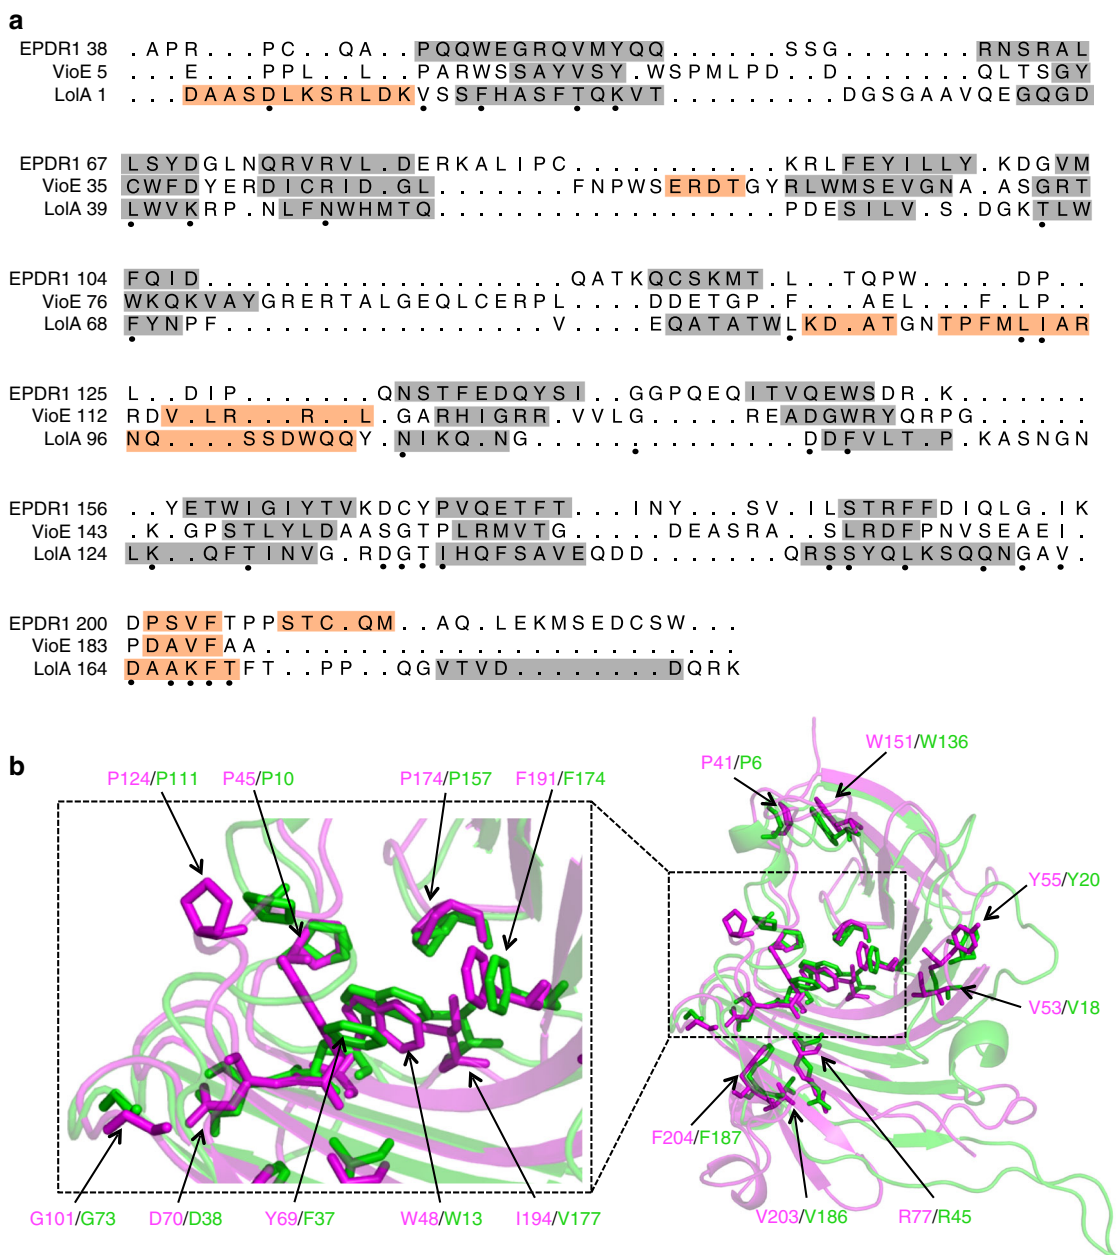 a
EPDR1 38 . A P R . . . P C . . Q A . . P Q Q W E G R Q V M Y Q Q . . . . . . S S G . . . . . . . R N S R A L
VioE 5 . . . E . . . P P L . . L . . P A R W S S A Y V S Y . W S P M L P D . . D . . . . . . . Q L T S G Y
LolA 1 . . . D A A S D L K S R L D K V S S F H A S F T Q K V T . . . . . . . . . D G S G A A V Q E G Q G D
EPDR1 67 L S Y D G L N Q R V R V L . D E R K A L I P C . . . . . . . . . . . K R L F E Y I L L Y . K D G V M
VioE 35 C W F D Y E R D I C R I D . G L . . . . . . . F N P W S E R D T G Y R L W M S E V G N A . A S G R T
LolA 39 L W V K R P . N L F N W H M T Q . . . . . . . . . . . . . . . . . . P D E S I L V . S . D G K T L W
EPDR1 104 F Q I D . . . . . . . . . . . . . . . . . . . Q A T K Q C S K M T . L . . T Q P W . . . . . D P . .
VioE 76 W K Q K V A Y G R E R T A L G E Q L C E R P L . . . . D D E T G P . F . . . A E L . . . F . L P . .
LolA 68 F Y N P F . . . . . . . . . . . . . . . . . V . . . . E Q A T A T W L K D . A T G N T P F M L I A R
EPDR1 125 L . . D I P . . . . . . . Q N S T F E D Q Y S I . . G G P Q E Q I T V Q E W S D R . K . . . . . . .
VioE 112 R D V . L R . . . R . . L . G A R H I G R R . V V L G . . . . . R E A D G W R Y Q R P G . . . . . .
LolA 96 N Q . . . . S S D W Q Q Y . N I K Q . N G . . . . . . . . . . . . . . D D F V L T . P . K A S N G N
EPDR1 156 . . Y E T W I G I Y T V K D C Y P V Q E T F T . . . I N Y . . . S V . I L S T R F F D I Q L G . I K
VioE 143 . K . G P S T L Y L D A A S G T P L R M V T G . . . . . D E A S R A . . S L R D F P N V S E A E I .
LolA 124 L K . . Q F T I N V G . R D G T I H Q F S A V E Q D D . . . . . . . Q R S S Y Q L K S Q Q N G A V .
EPDR1 200 D P S V F T P P S T C . Q M . . A Q . L E K M S E D C S W . . .
VioE 183 P D A V F A A . . . . . . . . . . . . . . . . . . . . . . . . .
LolA 164 D A A K F T F T . . P P . . Q G V T V D . . . . . . . . D Q R K
b
P124/P111
P45/P10
P174/P157
F191/F174
G101/G73
D70/D38
Y69/F37
W48/W13
I194/V177
W151/W136
P41/P6
Y55/Y20
V53/V18
F204/F187
V203/V186
R77/R45